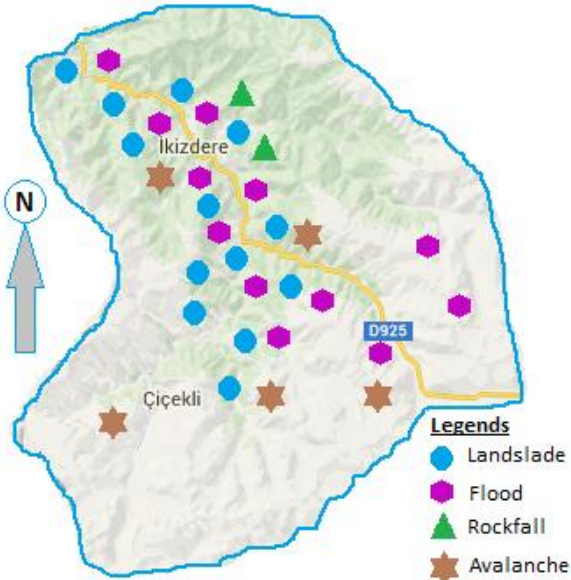 N
İkizdere
D925
Çiçekli
Legends
Landslade
Flood
Rockfall
Avalanche